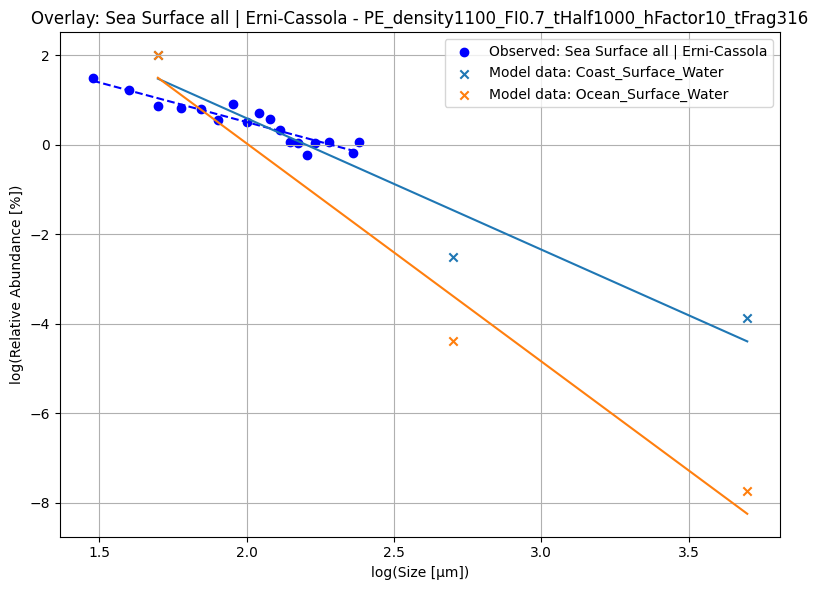 Overlay: Sea Surface all | Erni-Cassola - PE_density1100_FI0.7_tHalf1000_hFactor10_tFrag316
Observed: Sea Surface all | Erni-Cassola
Model data: Coast_Surface_Water
Model data: Ocean_Surface_Water
log(Relative Abundance [%])
2
0
−2
−4
−6
−8
1.5 2.0 2.5 3.0 3.5
log(Size [μm])